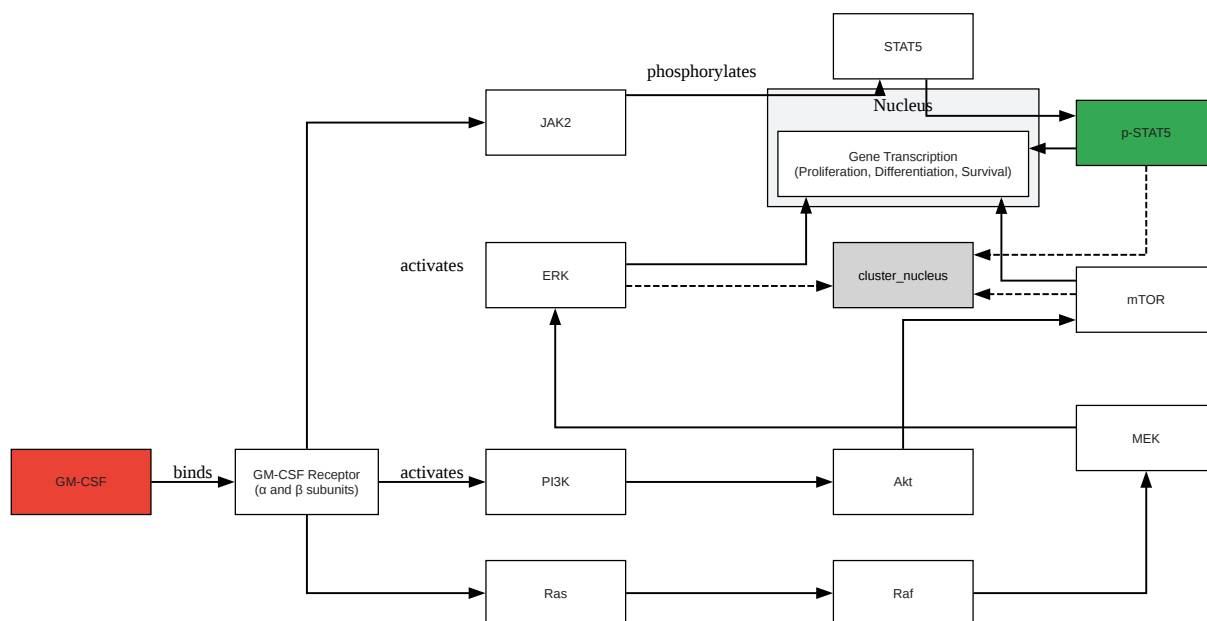 STAT5
phosphorylates
Nucleus
JAK2
p-STAT5
Gene Transcription
(Proliferation, Differentiation, Survival)
activates
ERK
cluster_nucleus
mTOR
MEK
GM-CSF
binds
GM-CSF Receptor
(α and β subunits)
activates
PI3K
Akt
Ras
Raf